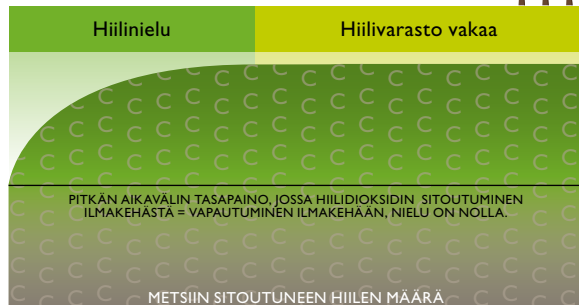 Hiilinielu
Hiilivarasto vakaa
PITKÄN AIKAVÄLIN TASAPAINO, JOSSA HIILIDIOKSIDIN SITOUTUMINEN
ILMAKEHÄSTÄ = VAPAUTUMINEN ILMAKEHÄÄN, NIELU ON NOLLA.
METSIIN SITOUTUNEEN HIILEN MÄÄRÄ